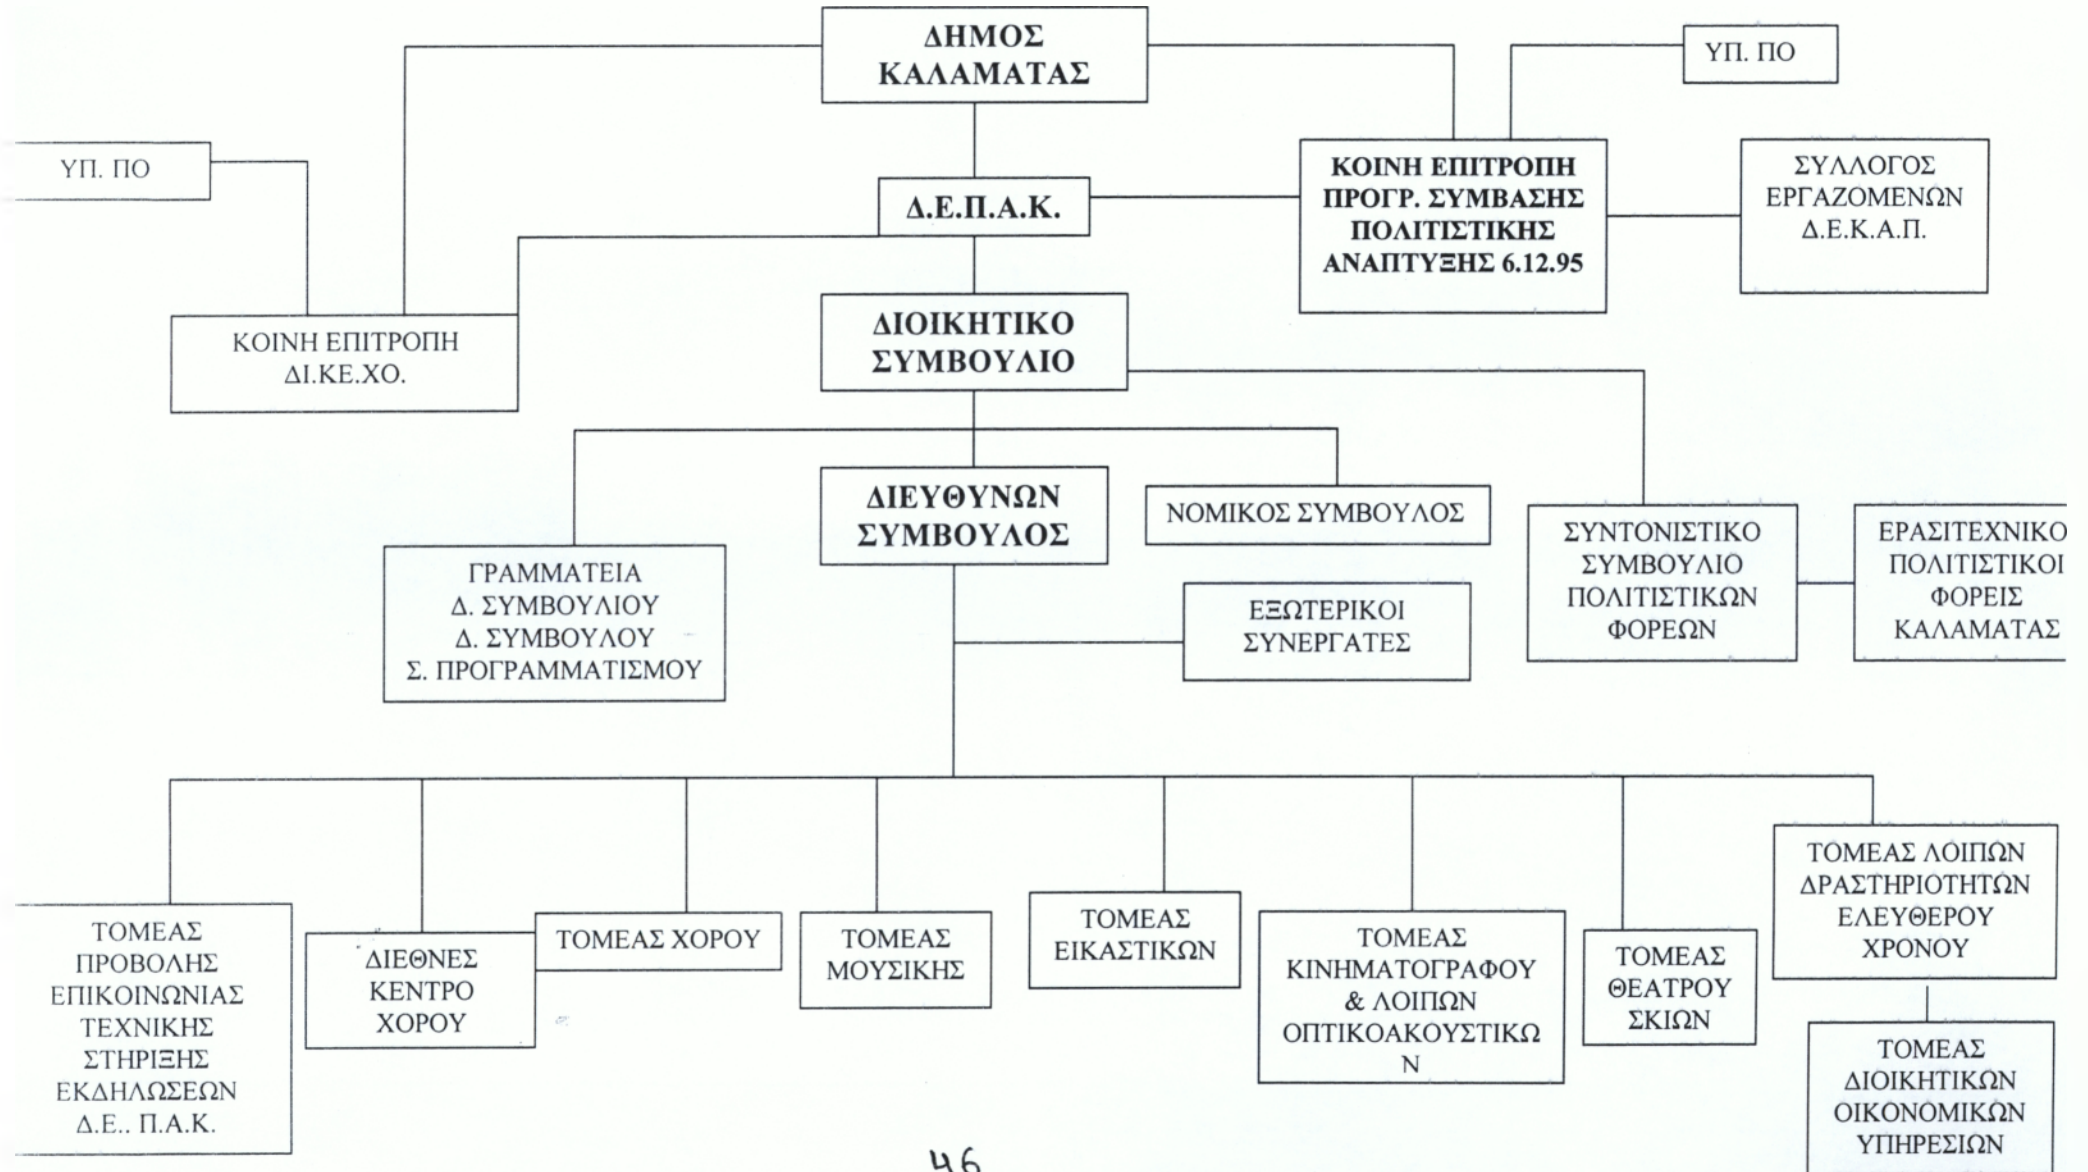 ΔΗΜΟΣ
ΚΑΛΑΜΑΤΑΣ
ΥΠ. ΠΟ
ΥΠ. ΠΟ
Δ.Ε.Π.Α.Κ.
ΚΟΙΝΗ ΕΠΙΤΡΟΠΗ
ΠΡΟΓΡ. ΣΥΜΒΑΣΗΣ
ΠΟΛΙΤΙΣΤΙΚΗΣ
ΑΝΑΠΤΥΞΗΣ 6.12.95
ΣΥΛΛΟΓΟΣ
ΕΡΓΑΖΟΜΕΝΩΝ
Δ.Ε.Κ.Α.Π.
ΚΟΙΝΗ ΕΠΙΤΡΟΠΗ
ΔΙ.ΚΕ.ΧΟ.
ΔΙΟΙΚΗΤΙΚΟ
ΣΥΜΒΟΥΛΙΟ
ΔΙΕΥΘΥΝΩΝ
ΣΥΜΒΟΥΛΟΣ
ΝΟΜΙΚΟΣ ΣΥΜΒΟΥΛΟΣ
ΓΡΑΜΜΑΤΕΙΑ
Δ. ΣΥΜΒΟΥΛΙΟΥ
Δ. ΣΥΜΒΟΥΛΟΥ
Σ. ΠΡΟΓΡΑΜΜΑΤΙΣΜΟΥ
ΕΞΩΤΕΡΙΚΟΙ
ΣΥΝΕΡΓΑΤΕΣ
ΣΥΝΤΟΝΙΣΤΙΚΟ
ΣΥΜΒΟΥΛΙΟ
ΠΟΛΙΤΙΣΤΙΚΩΝ
ΦΟΡΕΩΝ
ΕΡΑΣΙΤΕΧΝΙΚΟ
ΠΟΛΙΤΙΣΤΙΚΟΙ
ΦΟΡΕΙΣ
ΚΑΛΑΜΑΤΑΣ
ΤΟΜΕΑΣ
ΠΡΟΒΟΛΗΣ
ΕΠΙΚΟΙΝΩΝΙΑΣ
ΤΕΧΝΙΚΗΣ
ΣΤΗΡΙΞΗΣ
ΕΚΔΗΛΩΣΕΩΝ
Δ.Ε.. Π.Α.Κ.
ΔΙΕΘΝΕΣ
ΚΕΝΤΡΟ
ΧΟΡΟΥ
ΤΟΜΕΑΣ ΧΟΡΟΥ
ΤΟΜΕΑΣ
ΜΟΥΣΙΚΗΣ
ΤΟΜΕΑΣ
ΕΙΚΑΣΤΙΚΩΝ
ΤΟΜΕΑΣ
ΚΙΝΗΜΑΤΟΓΡΑΦΟΥ
& ΛΟΙΠΩΝ
ΟΠΤΙΚΟΑΚΟΥΣΤΙΚΩ
Ν
ΤΟΜΕΑΣ
ΘΕΑΤΡΟΥ
ΣΚΙΩΝ
ΤΟΜΕΑΣ ΛΟΙΠΩΝ
ΔΡΑΣΤΗΡΙΟΤΗΤΩΝ
ΕΛΕΥΘΕΡΟΥ
ΧΡΟΝΟΥ
ΤΟΜΕΑΣ
ΔΙΟΙΚΗΤΙΚΩΝ
ΟΙΚΟΝΟΜΙΚΩΝ
ΥΠΗΡΕΣΙΩΝ
46